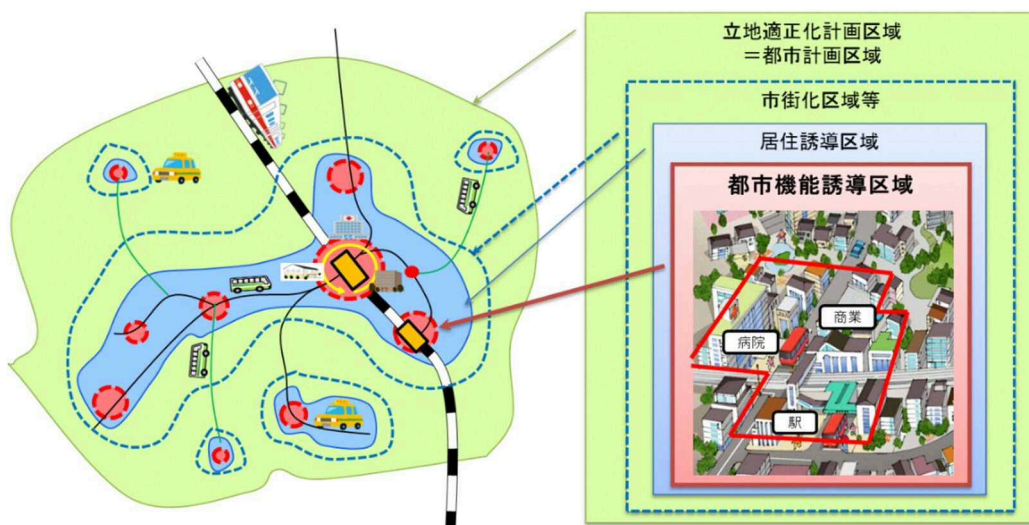 立地適正化計画区域
＝都市計画区域
市街化区域等
居住誘導区域
都市機能誘導区域
商業
病院
駅